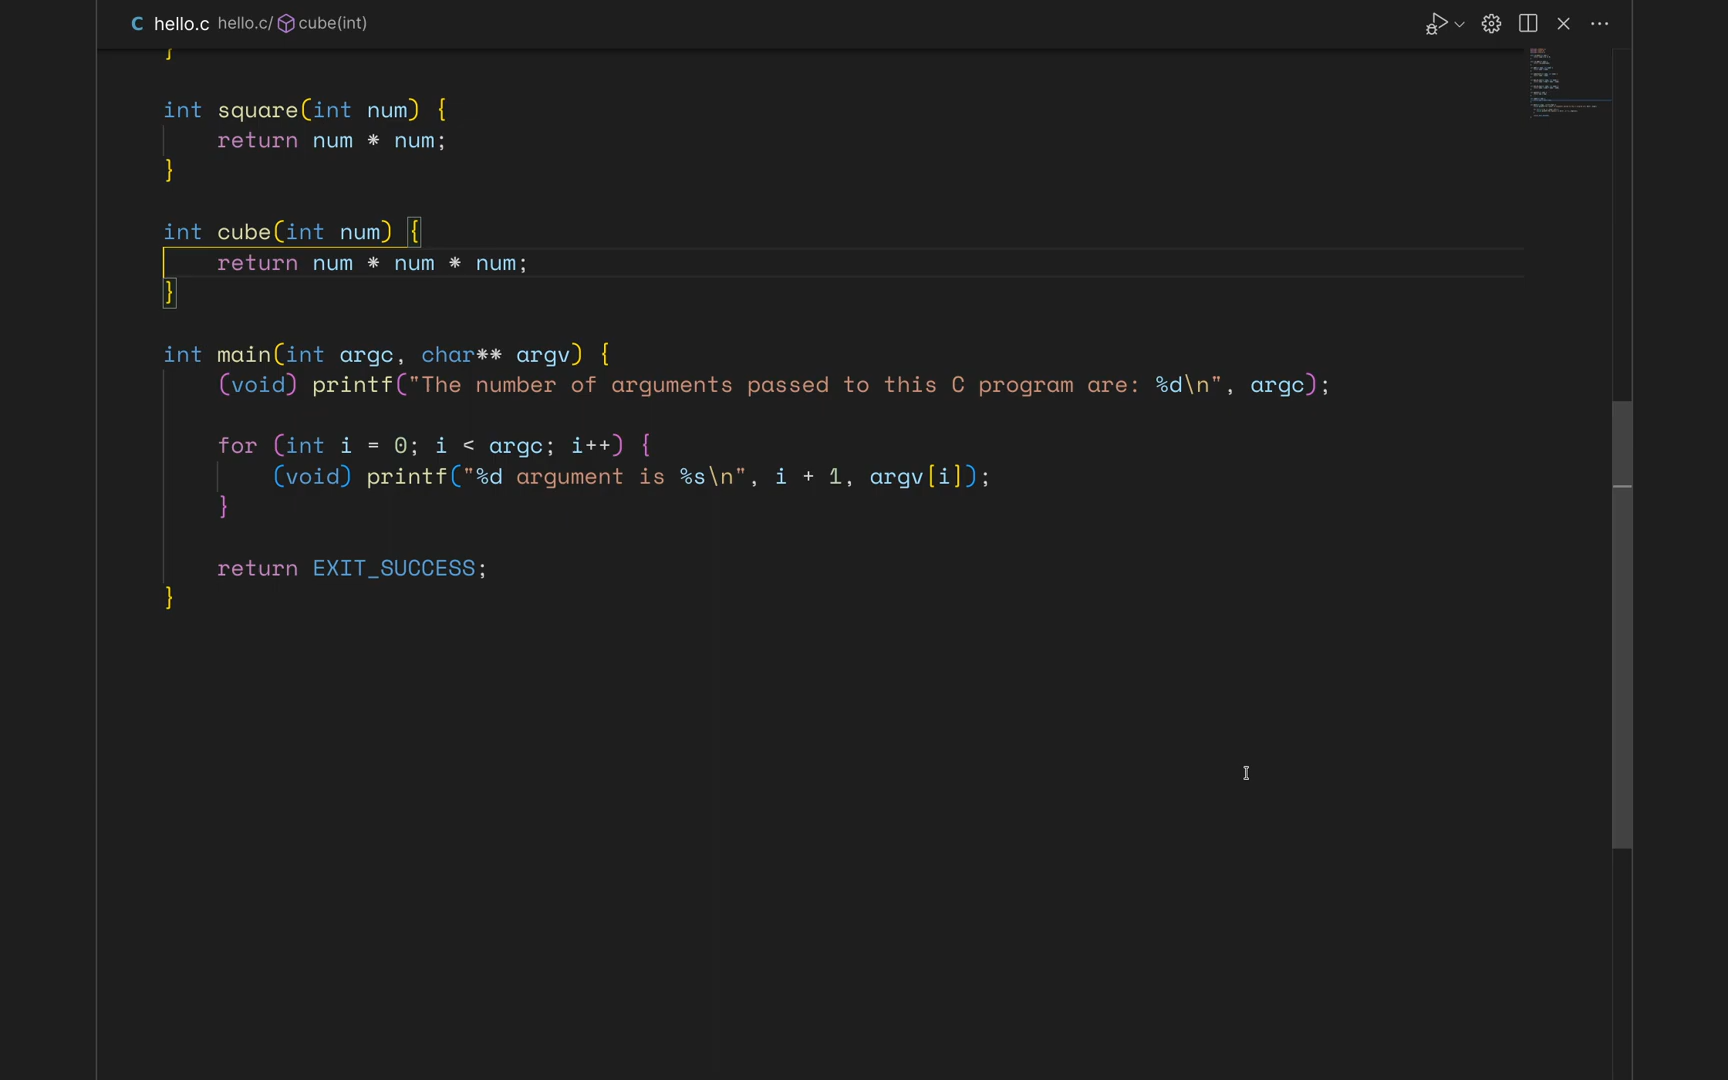 C hello.c hello.c/ cube(int)
}
int square(int num) {
    return num * num;
}
int cube(int num) {
    return num * num * num;
}
int main(int argc, char** argv) {
    (void) printf("The number of arguments passed to this C program are: %d\n", argc);
    for (int i = 0; i < argc; i++) {
        (void) printf("%d argument is %s\n", i + 1, argv[i]);
    }
    return EXIT_SUCCESS;
}